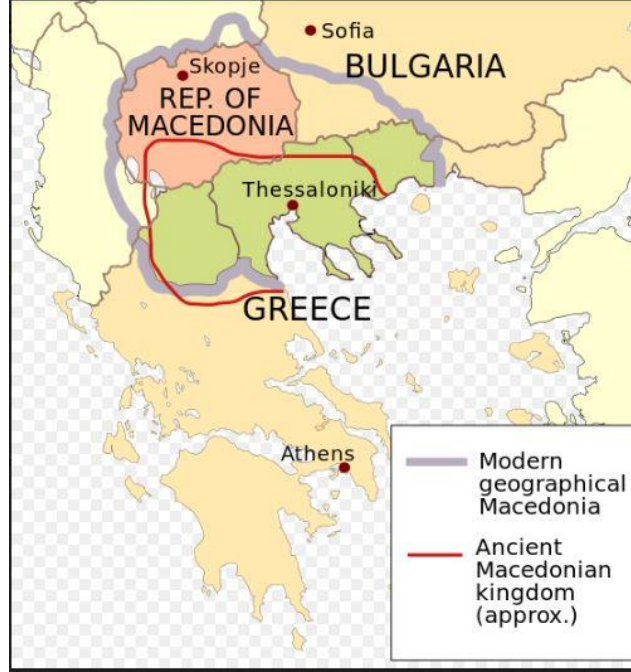 Sofia
BULGARIA
Skopje
REP. OF
MACEDONIA
Thessaloniki
GREECE
Athens
Modern
geographical
Macedonia
Ancient
Macedonian
kingdom
(approx.)